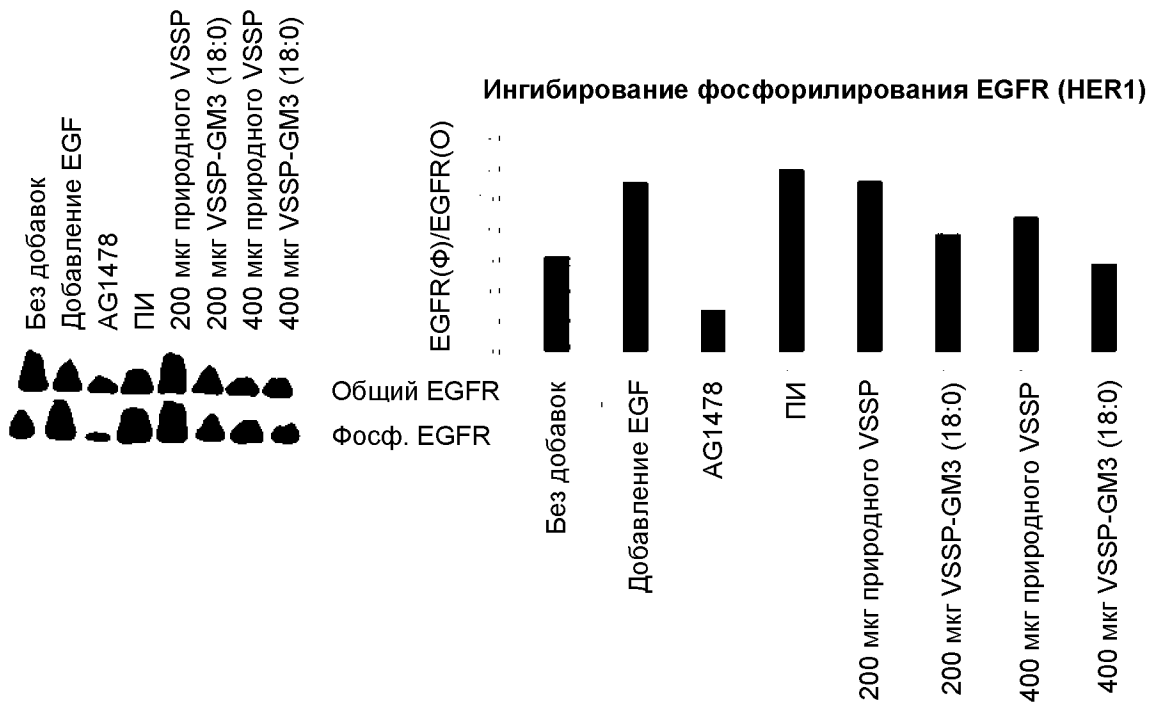 Без добавок
Добавление EGF
AG1478
ПИ
200 мкг природного VSSP
200 мкг VSSP-GM3 (18:0)
400 мкг природного VSSP
400 мкг VSSP-GM3 (18:0)
Общий EGFR
Фосф. EGFR
Ингибирование фосфорилирования EGFR (HER1)
EGFR(Ф)/EGFR(О)
Без добавок
Добавление EGF
AG1478
ПИ
200 мкг природного VSSP
200 мкг VSSP-GM3 (18:0)
400 мкг природного VSSP
400 мкг VSSP-GM3 (18:0)